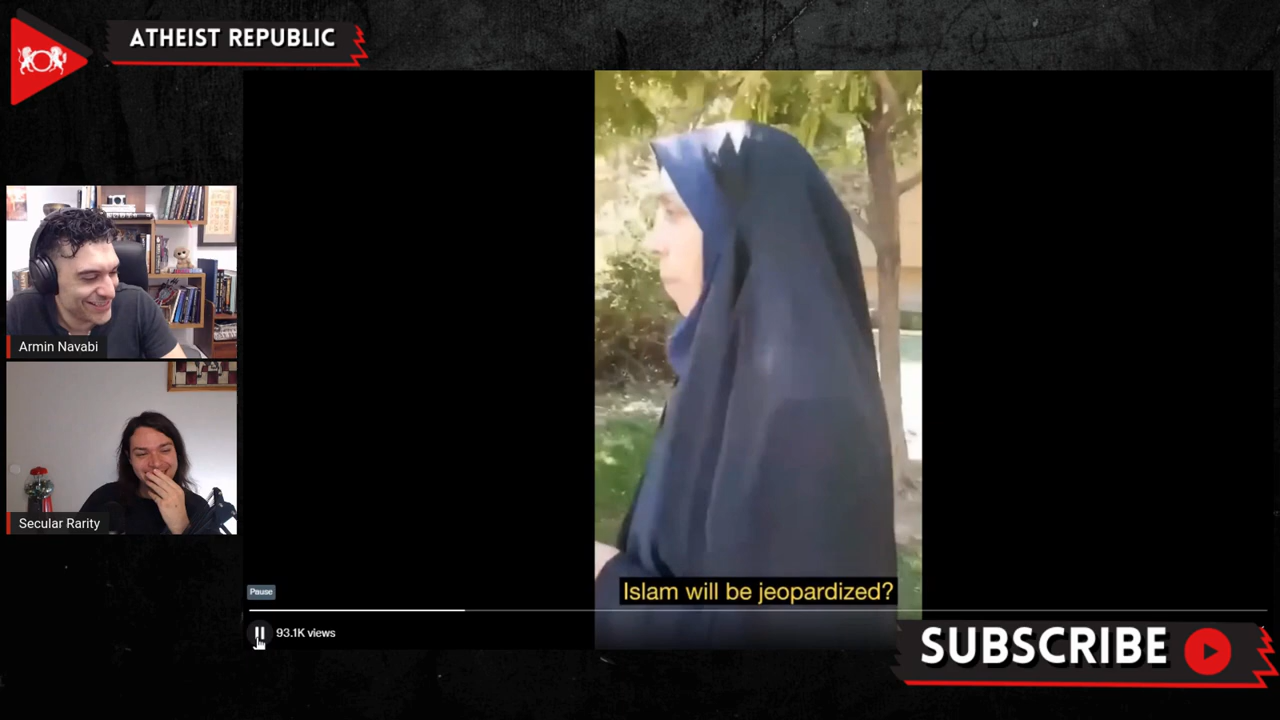 ATHEIST REPUBLIC
Armin Navabi
Secular Rarity
Islam will be jeopardized?
Pause
93.1K views
SUBSCRIBE